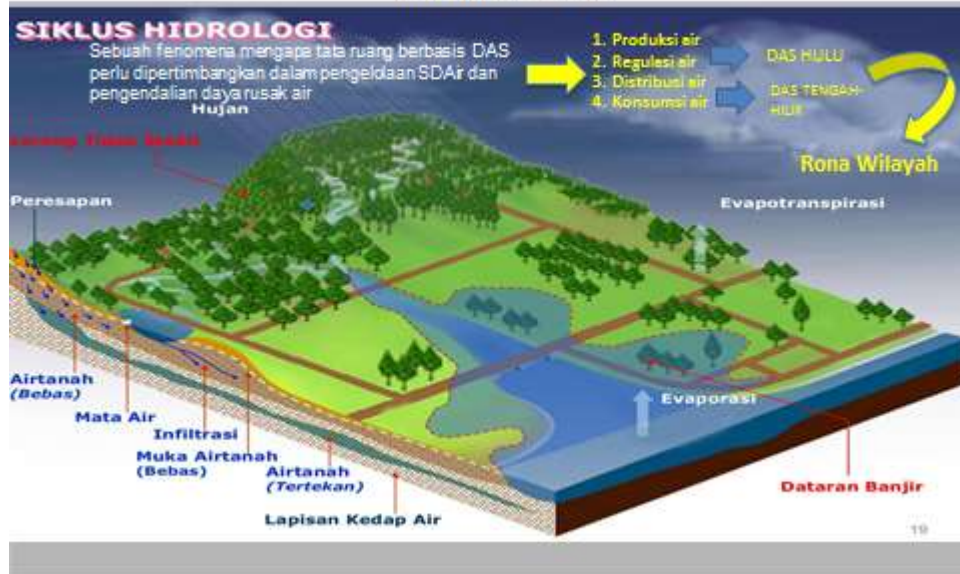 SIKLUS HIDROLOGI
Sebuah fenomena mengapa tata ruang berbasis DAS
perlu dipertimbangkan dalam pengelolaan SDAir dan
pengendalian daya rusak air
1. Produksi air
2. Regulasi air
3. Distribusi air
4. Konsumsi air
DAS HULU
DAS TENGAH-
HILIR
Rona Wilayah
Hujan
Peresapan
Evapotranspirasi
Airtanah
(Bebas)
Mata Air
Infiltrasi
Muka Airtanah
(Bebas)
Airtanah
(Tertekan)
Lapisan Kedap Air
Evaporasi
Dataran Banjir
19